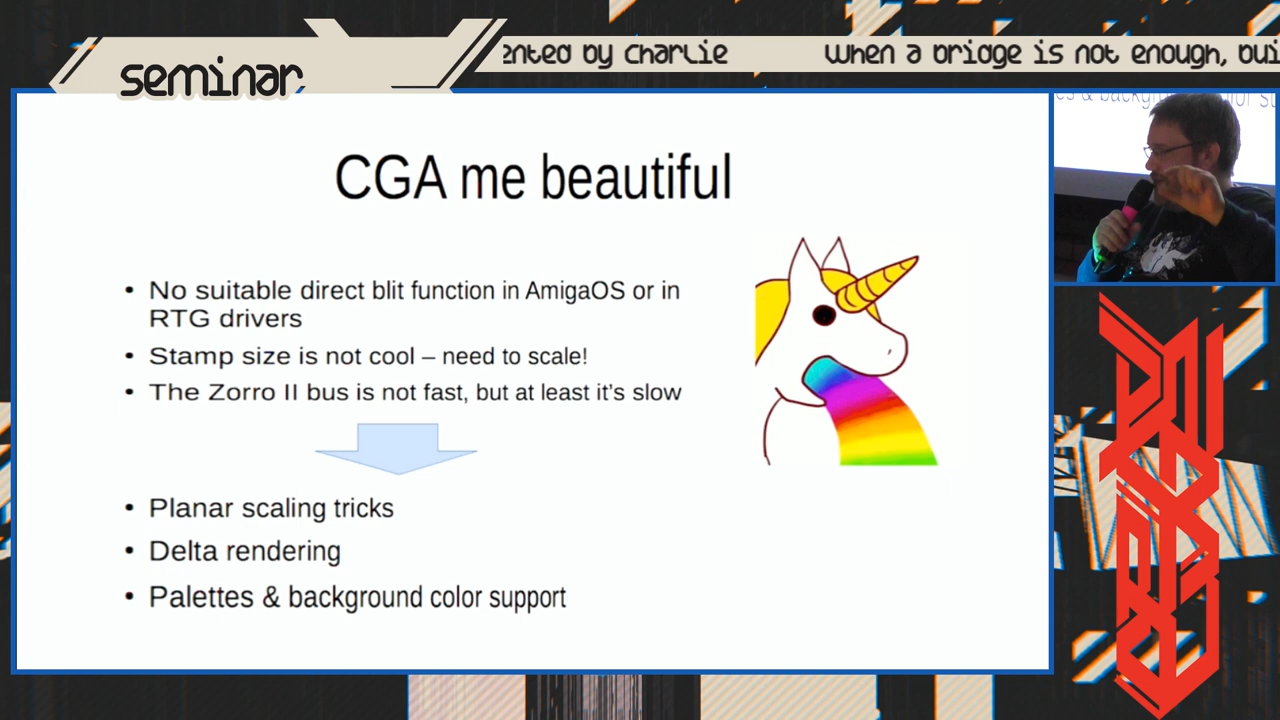 seminar
ented by Charlie
When a bridge is not enough, bui
CGA me beautiful
• No suitable direct blit function in AmigaOS or in
RTG drivers
• Stamp size is not cool – need to scale!
• The Zorro II bus is not fast, but at least it's slow
• Planar scaling tricks
• Delta rendering
• Palettes & background color support